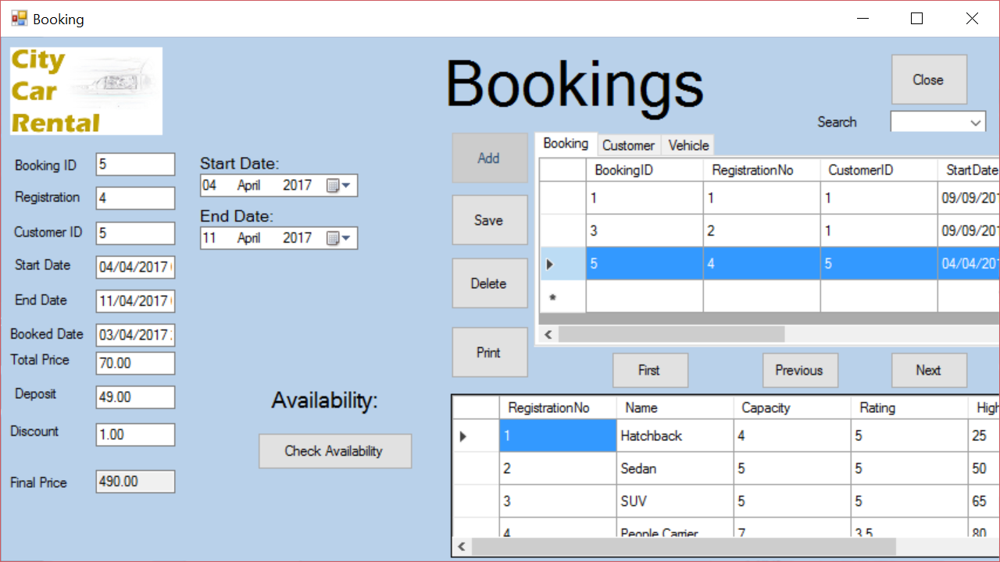 Booking
City
Car
Rental
Bookings
Close
Search
Booking ID 5
Registration 4
Customer ID 5
Start Date 04/04/2017
End Date 11/04/2017
Booked Date 03/04/2017
Total Price 70.00
Deposit 49.00
Discount 1.00
Final Price 490.00
Start Date:
04 April 2017
End Date:
11 April 2017
Availability:
Check Availability
Add
Save
Delete
Print
Booking Customer Vehicle
BookingID RegistrationNo CustomerID StartDate
1 1 1 09/09/201
3 2 1 09/09/201
5 4 5 04/04/201
*
First Previous Next
RegistrationNo Name Capacity Rating High
1 Hatchback 4 5 25
2 Sedan 5 5 50
3 SUV 5 5 65
4 People Carrier 7 3.5 80